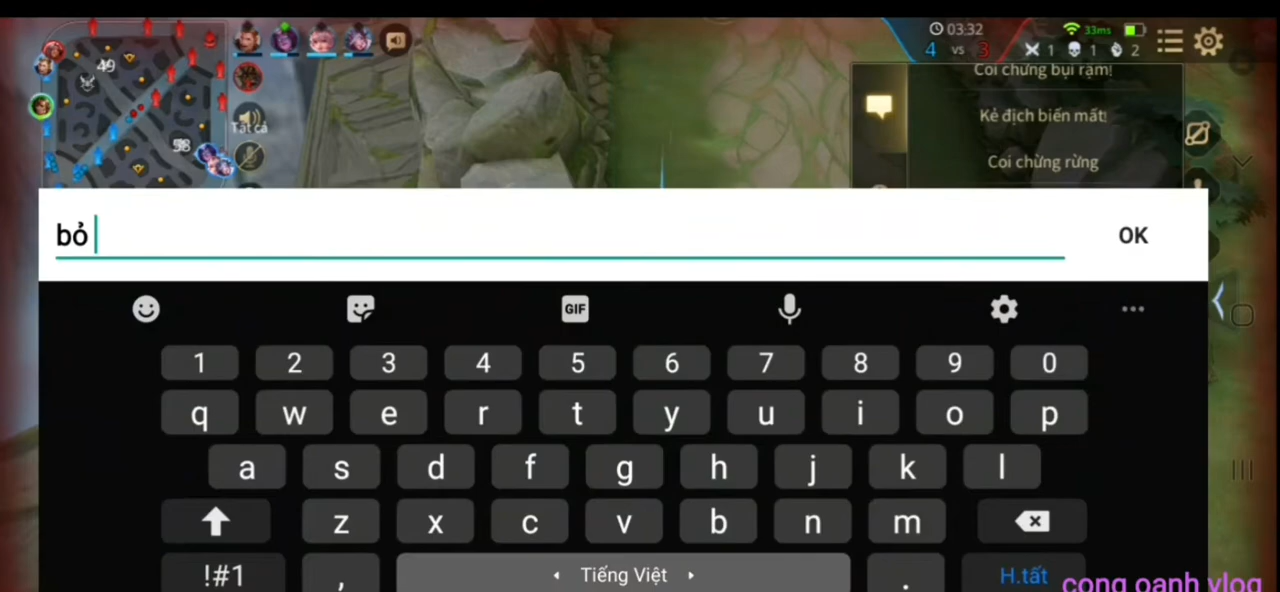 49
58
Tất cả
03:32
33ms
4 vs 3
1 1 2
Coi chừng bụi rậm!
Kẻ địch biến mất!
Coi chừng rừng
bỏ
OK
GIF
1 2 3 4 5 6 7 8 9 0
q w e r t y u i o p
a s d f g h j k l
z x c v b n m
!#1 , Tiếng Việt . H.tất
cong oanh vlog